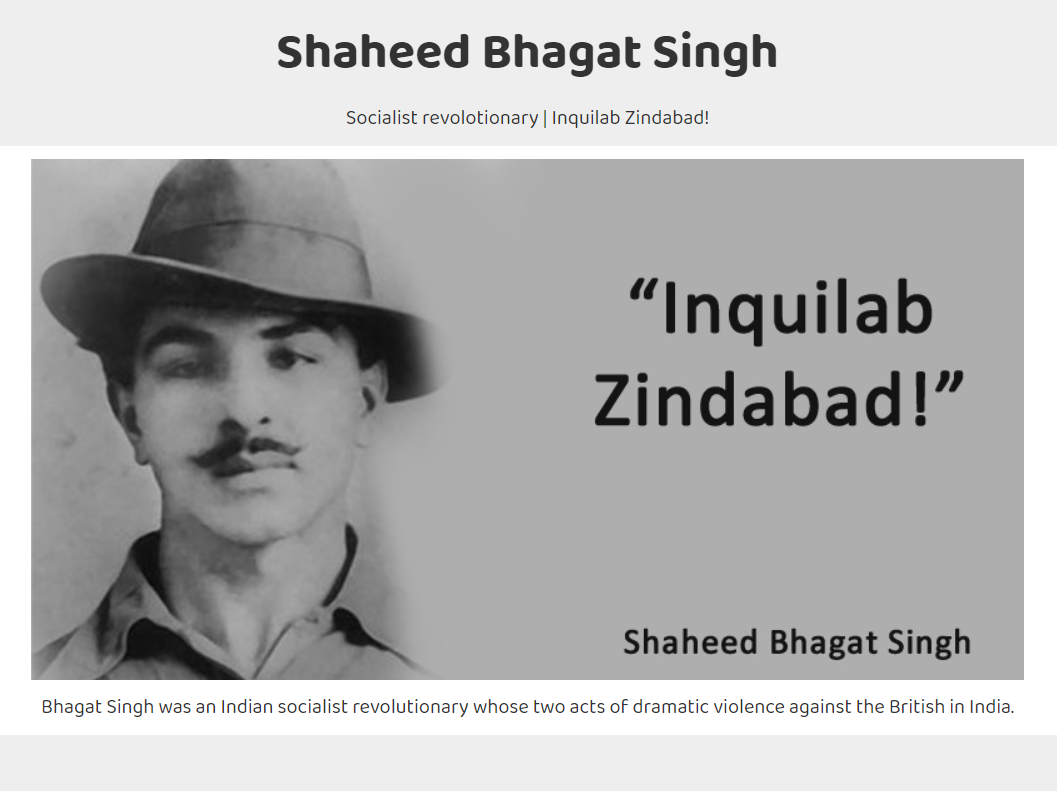 Shaheed Bhagat Singh
Socialist revolotionary | Inquilab Zindabad!
“Inquilab
Zindabad!”
Shaheed Bhagat Singh
Bhagat Singh was an Indian socialist revolutionary whose two acts of dramatic violence against the British in India.